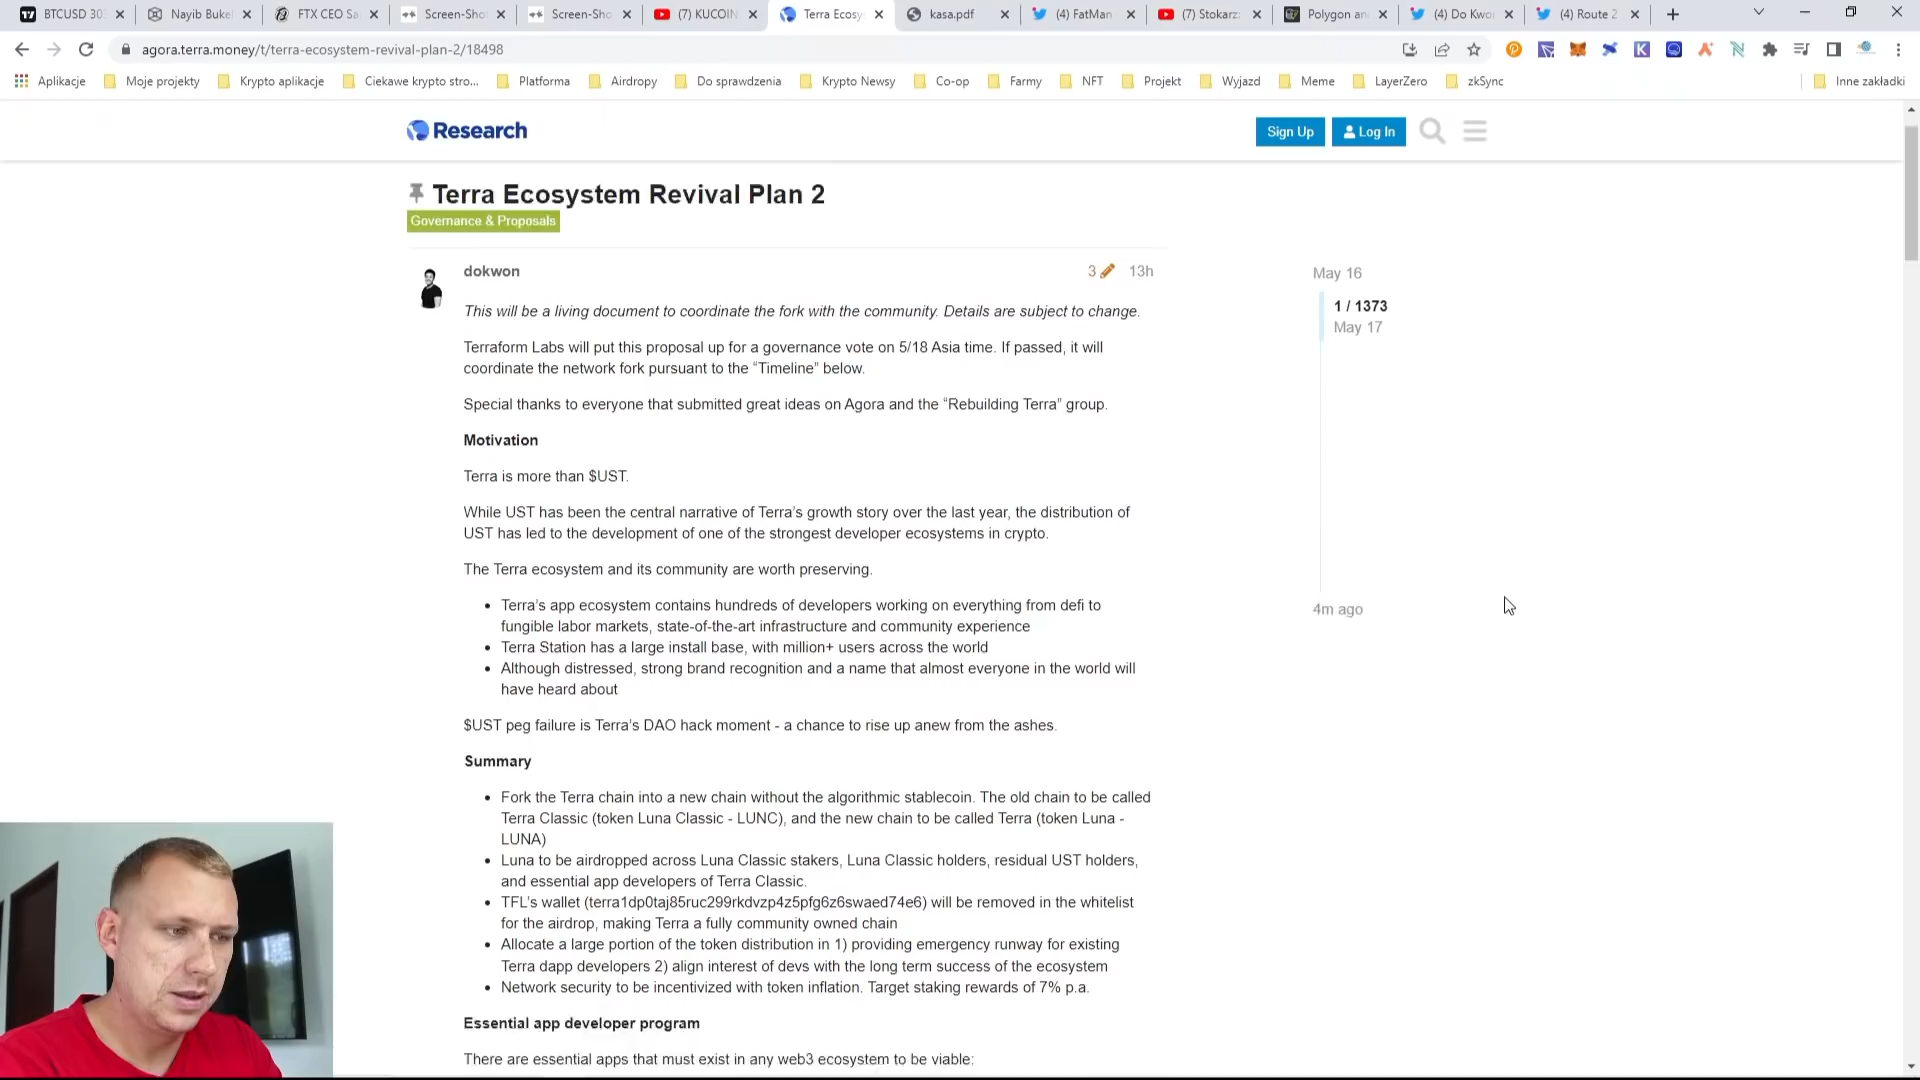 BTCUSD 303
Nayib Buke
FTX CEO Sa
Screen-Sho
Screen-Sho
(7) KUCOIN
Terra Ecosy
kasa.pdf
(4) FatMan
(7) Stokarz
Polygon an
(4) Do Kwo
(4) Route 2
agora.terra.money/t/terra-ecosystem-revival-plan-2/18498
Aplikacje
Moje projekty
Krypto aplikacje
Ciekawe krypto stro...
Platforma
Airdropy
Do sprawdzenia
Krypto Newsy
Co-op
Farmy
NFT
Projekt
Wyjazd
Meme
LayerZero
zkSync
Inne zakładki
Research
Sign Up
Log In
Terra Ecosystem Revival Plan 2
Governance & Proposals
dokwon
3
13h
This will be a living document to coordinate the fork with the community. Details are subject to change.
Terraform Labs will put this proposal up for a governance vote on 5/18 Asia time. If passed, it will
coordinate the network fork pursuant to the “Timeline” below.
Special thanks to everyone that submitted great ideas on Agora and the “Rebuilding Terra” group.
Motivation
Terra is more than $UST.
While UST has been the central narrative of Terra’s growth story over the last year, the distribution of
UST has led to the development of one of the strongest developer ecosystems in crypto.
The Terra ecosystem and its community are worth preserving.
Terra’s app ecosystem contains hundreds of developers working on everything from defi to
fungible labor markets, state-of-the-art infrastructure and community experience
Terra Station has a large install base, with million+ users across the world
Although distressed, strong brand recognition and a name that almost everyone in the world will
have heard about
$UST peg failure is Terra’s DAO hack moment - a chance to rise up anew from the ashes.
Summary
Fork the Terra chain into a new chain without the algorithmic stablecoin. The old chain to be called
Terra Classic (token Luna Classic - LUNC), and the new chain to be called Terra (token Luna -
LUNA)
Luna to be airdropped across Luna Classic stakers, Luna Classic holders, residual UST holders,
and essential app developers of Terra Classic.
TFL’s wallet (terra1dp0taj85ruc299rkdvzp4z5pfg6z6swaed74e6) will be removed in the whitelist
for the airdrop, making Terra a fully community owned chain
Allocate a large portion of the token distribution in 1) providing emergency runway for existing
Terra dapp developers 2) align interest of devs with the long term success of the ecosystem
Network security to be incentivized with token inflation. Target staking rewards of 7% p.a.
Essential app developer program
There are essential apps that must exist in any web3 ecosystem to be viable:
May 16
1 / 1373
May 17
4m ago